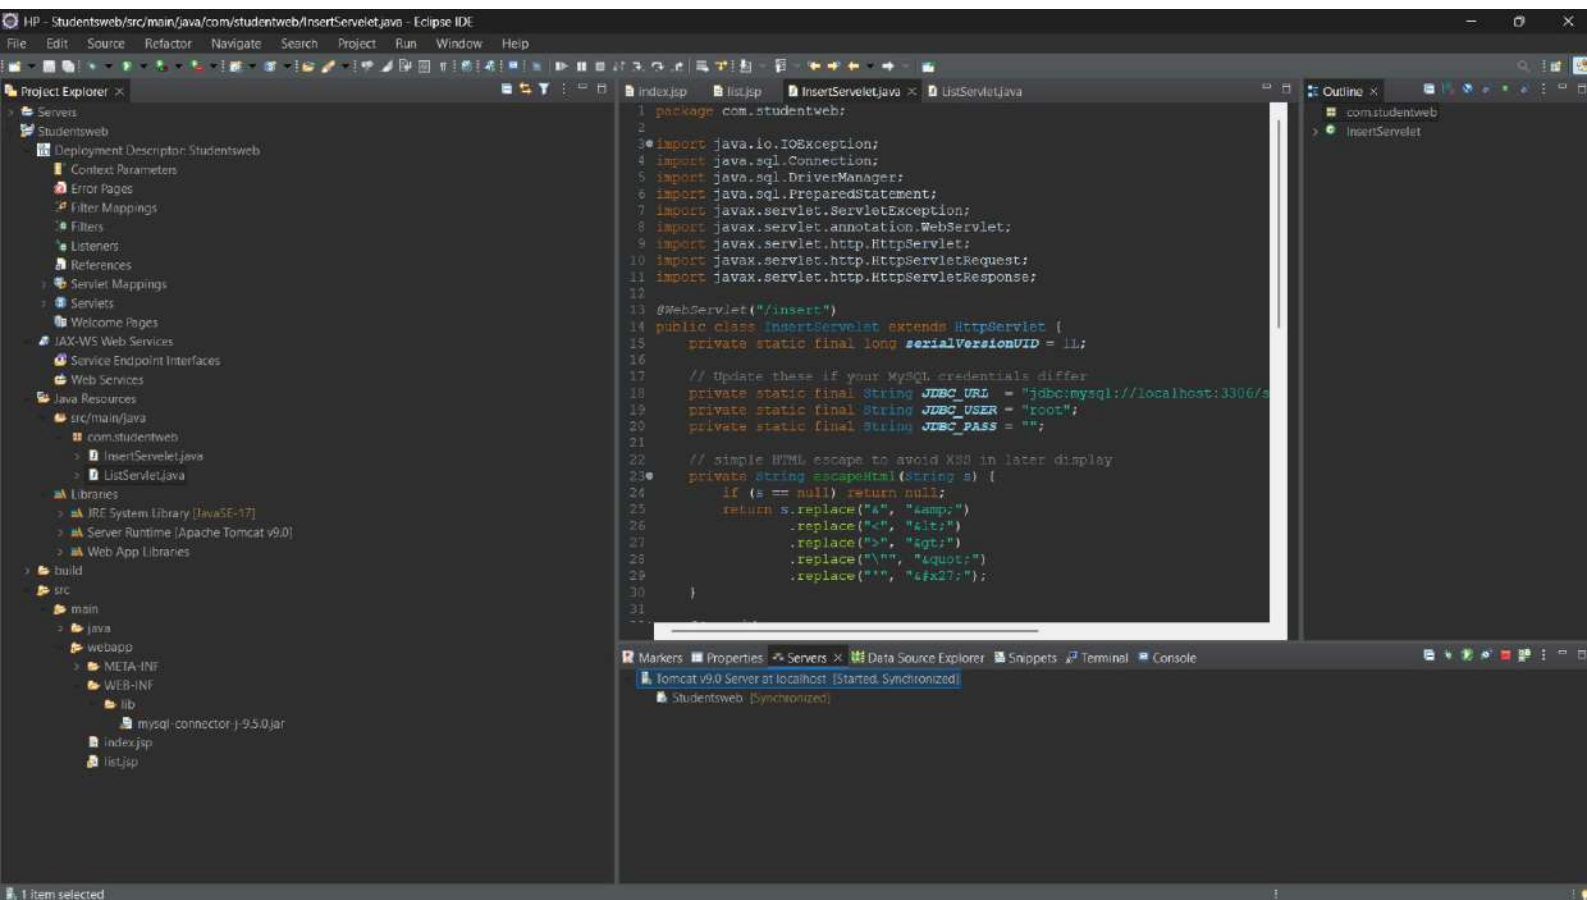 HP - Studentsweb/src/main/java/com/studentweb/InsertServelet.java - Eclipse IDE
File Edit Source Refactor Navigate Search Project Run Window Help
Project Explorer
Servers
Studentsweb
Deployment Descriptor: Studentsweb
Context Parameters
Error Pages
Filter Mappings
Filters
Listeners
References
Servlet Mappings
Servlets
Welcome Pages
JAX-WS Web Services
Service Endpoint Interfaces
Web Services
Java Resources
src/main/java
com.studentweb
InsertServelet.java
ListServlet.java
Libraries
JRE System Library [JavaSE-17]
Server Runtime [Apache Tomcat v9.0]
Web App Libraries
build
src
main
java
webapp
META-INF
WEB-INF
lib
mysql-connector-j-9.5.0.jar
index.jsp
list.jsp
index.jsp list.jsp InsertServelet.java ListServlet.java
1 package com.studentweb;
2
3 import java.io.IOException;
4 import java.sql.Connection;
5 import java.sql.DriverManager;
6 import java.sql.PreparedStatement;
7 import javax.servlet.ServletException;
8 import javax.servlet.annotation.WebServlet;
9 import javax.servlet.http.HttpServlet;
10 import javax.servlet.http.HttpServletRequest;
11 import javax.servlet.http.HttpServletResponse;
12
13 @WebServlet("/insert")
14 public class InsertServelet extends HttpServlet {
15 private static final long serialVersionUID = 1L;
16
17 // Update these if your MySQL credentials differ
18 private static final String JDBC_URL = "jdbc:mysql://localhost:3306/s
19 private static final String JDBC_USER = "root";
20 private static final String JDBC_PASS = "";
21
22 // simple HTML escape to avoid XSS in later display
23 private String escapeHtml(String s) {
24 if (s == null) return null;
25 return s.replace("&", "&amp;")
26 .replace("<", "&lt;")
27 .replace(">", "&gt;")
28 .replace("\"", "&quot;")
29 .replace("'", "&#x27;");
30 }
31
Outline
com.studentweb
InsertServelet
Markers Properties Servers Data Source Explorer Snippets Terminal Console
Tomcat v9.0 Server at localhost [Started, Synchronized]
Studentsweb [Synchronized]
1 item selected